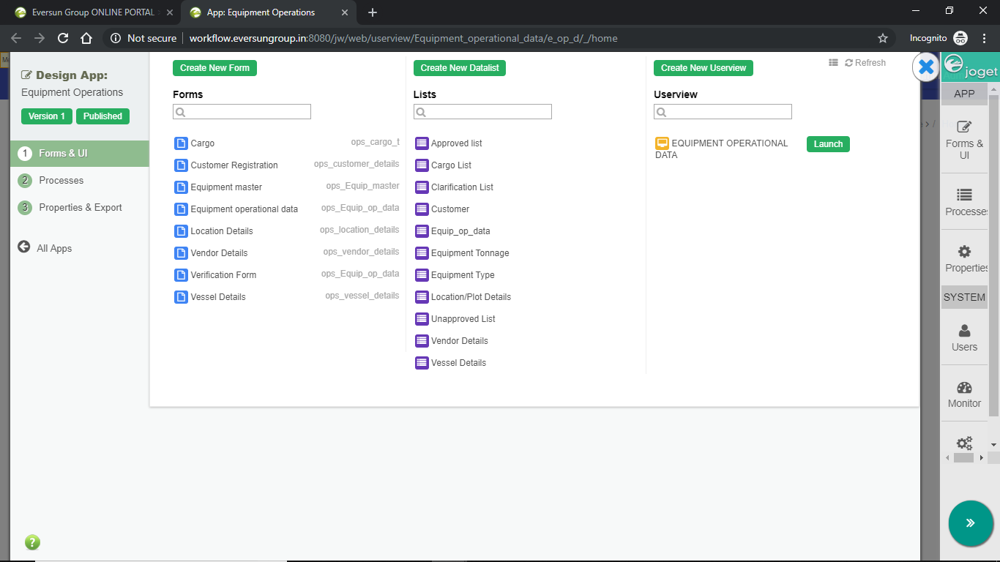 Eversun Group ONLINE PORTAL
App: Equipment Operations
Not secure
workflow.eversungroup.in:8080/jw/web/userview/Equipment_operational_data/e_op_d/_/home
Incognito
Design App:
Equipment Operations
Version 1
Published
1 Forms & UI
2 Processes
3 Properties & Export
All Apps
Create New Form
Forms
Cargo ops_cargo_t
Customer Registration ops_customer_details
Equipment master ops_Equip_master
Equipment operational data ops_Equip_op_data
Location Details ops_location_details
Vendor Details ops_vendor_details
Verification Form ops_Equip_op_data
Vessel Details ops_vessel_details
Create New Datalist
Lists
Approved list
Cargo List
Clarification List
Customer
Equip_op_data
Equipment Tonnage
Equipment Type
Location/Plot Details
Unapproved List
Vendor Details
Vessel Details
Create New Userview
Refresh
Userview
EQUIPMENT OPERATIONAL
DATA
Launch
joget
APP
Forms &
UI
Processes
Properties
SYSTEM
Users
Monitor
?